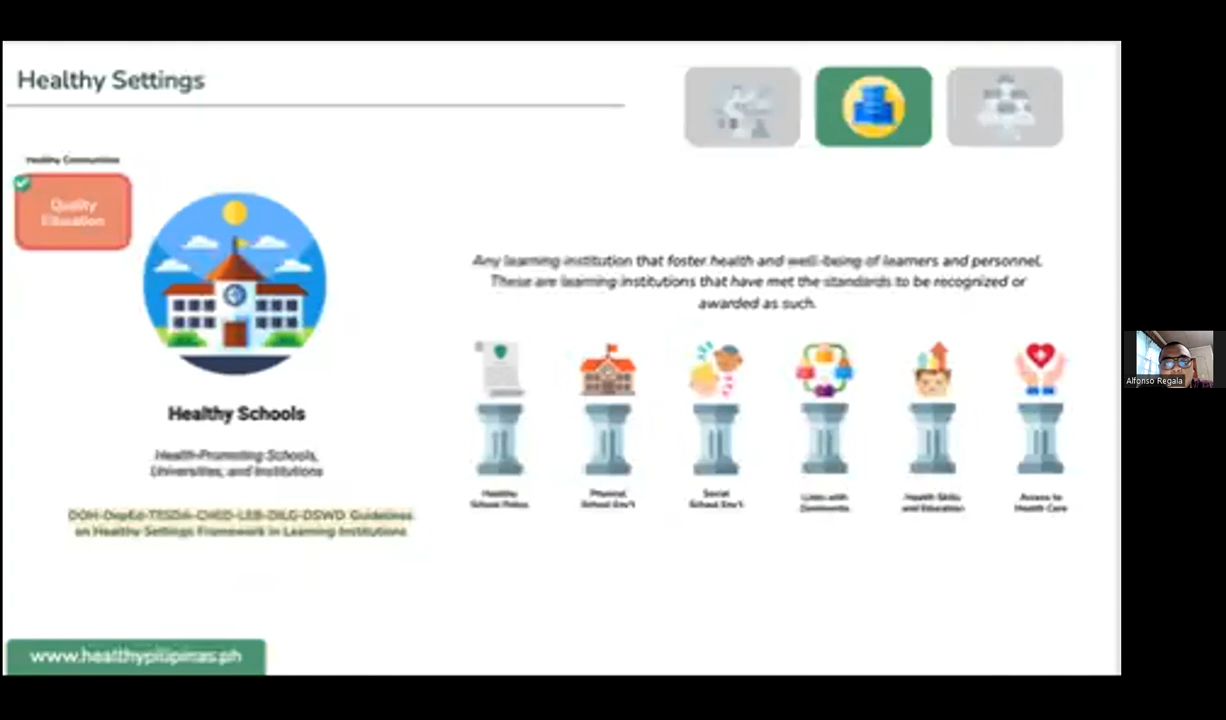 Healthy Settings
Healthy Communities
Quality
Education
Any learning institution that foster health and well-being of learners and personnel.
These are learning institutions that have met the standards to be recognized or
awarded as such.
Healthy Schools
Health-Promoting Schools,
Universities, and Institutions
DOH-DepEd-TESDA-CHED-LEB-DILG-DSWD Guidelines
on Healthy Settings Framework in Learning Institutions
Healthy
School Policy
Physical
School Env't
Social
School Env't
Links with
Community
Health Skills
and Education
Access to
Health Care
www.healthypilipinas.ph
Alfonso Regala